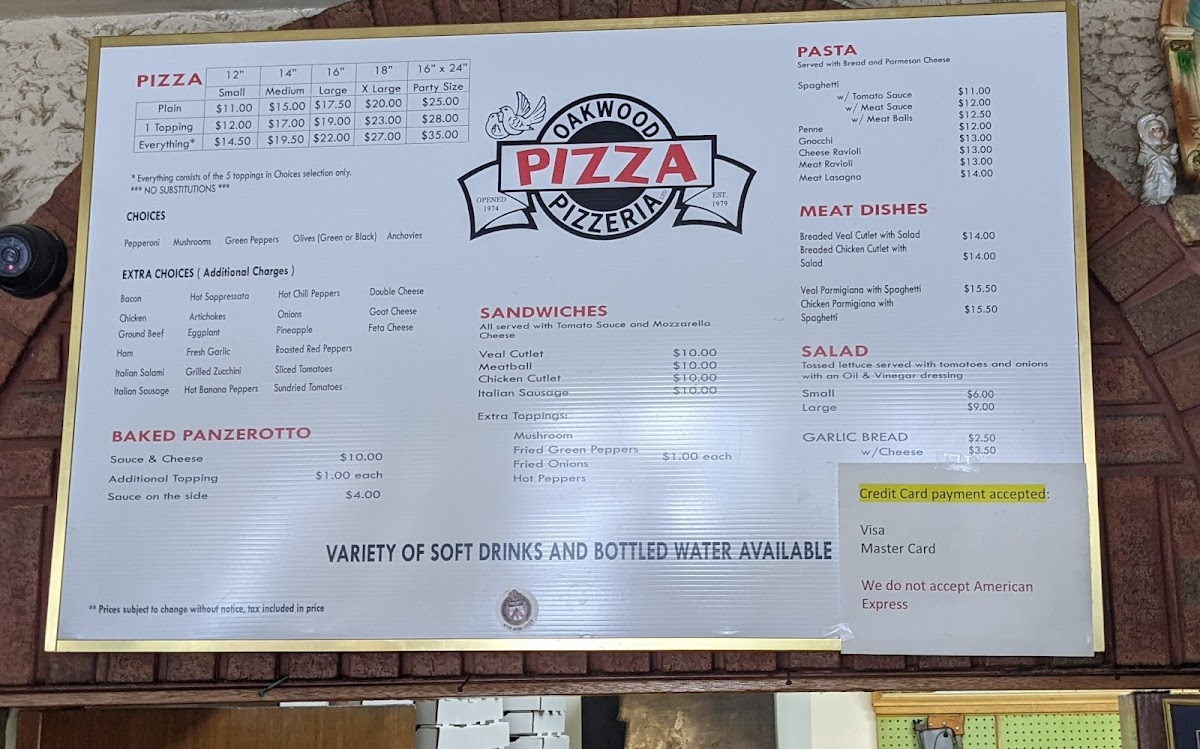 PIZZA
12" 14" 16" 18" 16" x 24"
Small Medium Large X Large Party Size
Plain $11.00 $15.00 $17.50 $20.00 $25.00
1 Topping $12.00 $17.00 $19.00 $23.00 $28.00
Everything* $14.50 $19.50 $22.00 $27.00 $35.00
* Everything consists of the 5 toppings in Choices selection only.
*** NO SUBSTITUTIONS ***
CHOICES
Pepperoni Mushrooms Green Peppers Olives (Green or Black) Anchovies
EXTRA CHOICES ( Additional Charges )
Bacon Hot Soppressata Hot Chili Peppers Double Cheese
Chicken Artichokes Onions Goat Cheese
Ground Beef Eggplant Pineapple Feta Cheese
Ham Fresh Garlic Roasted Red Peppers
Italian Salami Grilled Zucchini Sliced Tomatoes
Italian Sausage Hot Banana Peppers Sundried Tomatoes
BAKED PANZEROTTO
Sauce & Cheese $10.00
Additional Topping $1.00 each
Sauce on the side $4.00
OAKWOOD
PIZZA
PIZZERIA LTD
OPENED
1974
EST.
1979
SANDWICHES
All served with Tomato Sauce and Mozzarella
Cheese
Veal Cutlet $10.00
Meatball $10.00
Chicken Cutlet $10.00
Italian Sausage $10.00
Extra Toppings:
Mushroom
Fried Green Peppers
Fried Onions $1.00 each
Hot Peppers
PASTA
Served with Bread and Parmesan Cheese
Spaghetti
w/ Tomato Sauce $11.00
w/ Meat Sauce $12.00
w/ Meat Balls $12.50
Penne $12.00
Gnocchi $13.00
Cheese Ravioli $13.00
Meat Ravioli $13.00
Meat Lasagna $14.00
MEAT DISHES
Breaded Veal Cutlet with Salad $14.00
Breaded Chicken Cutlet with
Salad $14.00
Veal Parmigiana with Spaghetti $15.50
Chicken Parmigiana with
Spaghetti $15.50
SALAD
Tossed lettuce served with tomatoes and onions
with an Oil & Vinegar dressing
Small $6.00
Large $9.00
GARLIC BREAD $2.50
w/Cheese $3.50
Credit Card payment accepted:
Visa
Master Card
We do not accept American
Express
VARIETY OF SOFT DRINKS AND BOTTLED WATER AVAILABLE
** Prices subject to change without notice, tax included in price